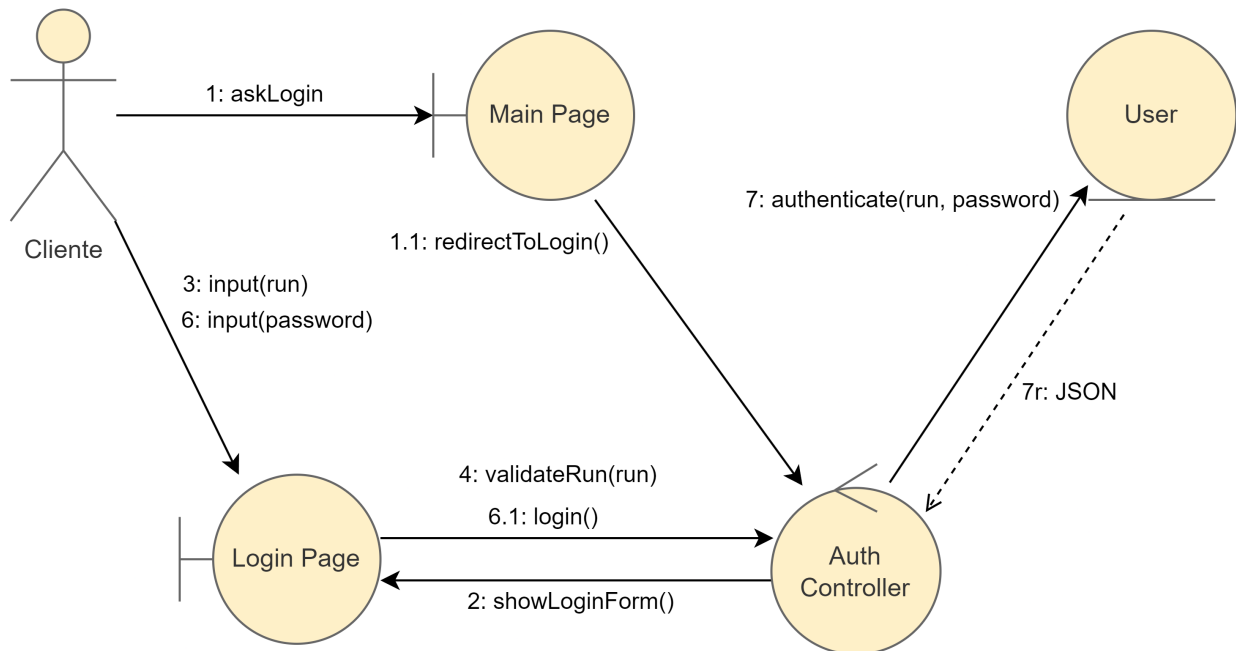 1: askLogin
Main Page
User
7: authenticate(run, password)
Cliente
1.1: redirectToLogin()
3: input(run)
6: input(password)
7r: JSON
4: validateRun(run)
6.1: login()
Login Page
Auth
Controller
2: showLoginForm()